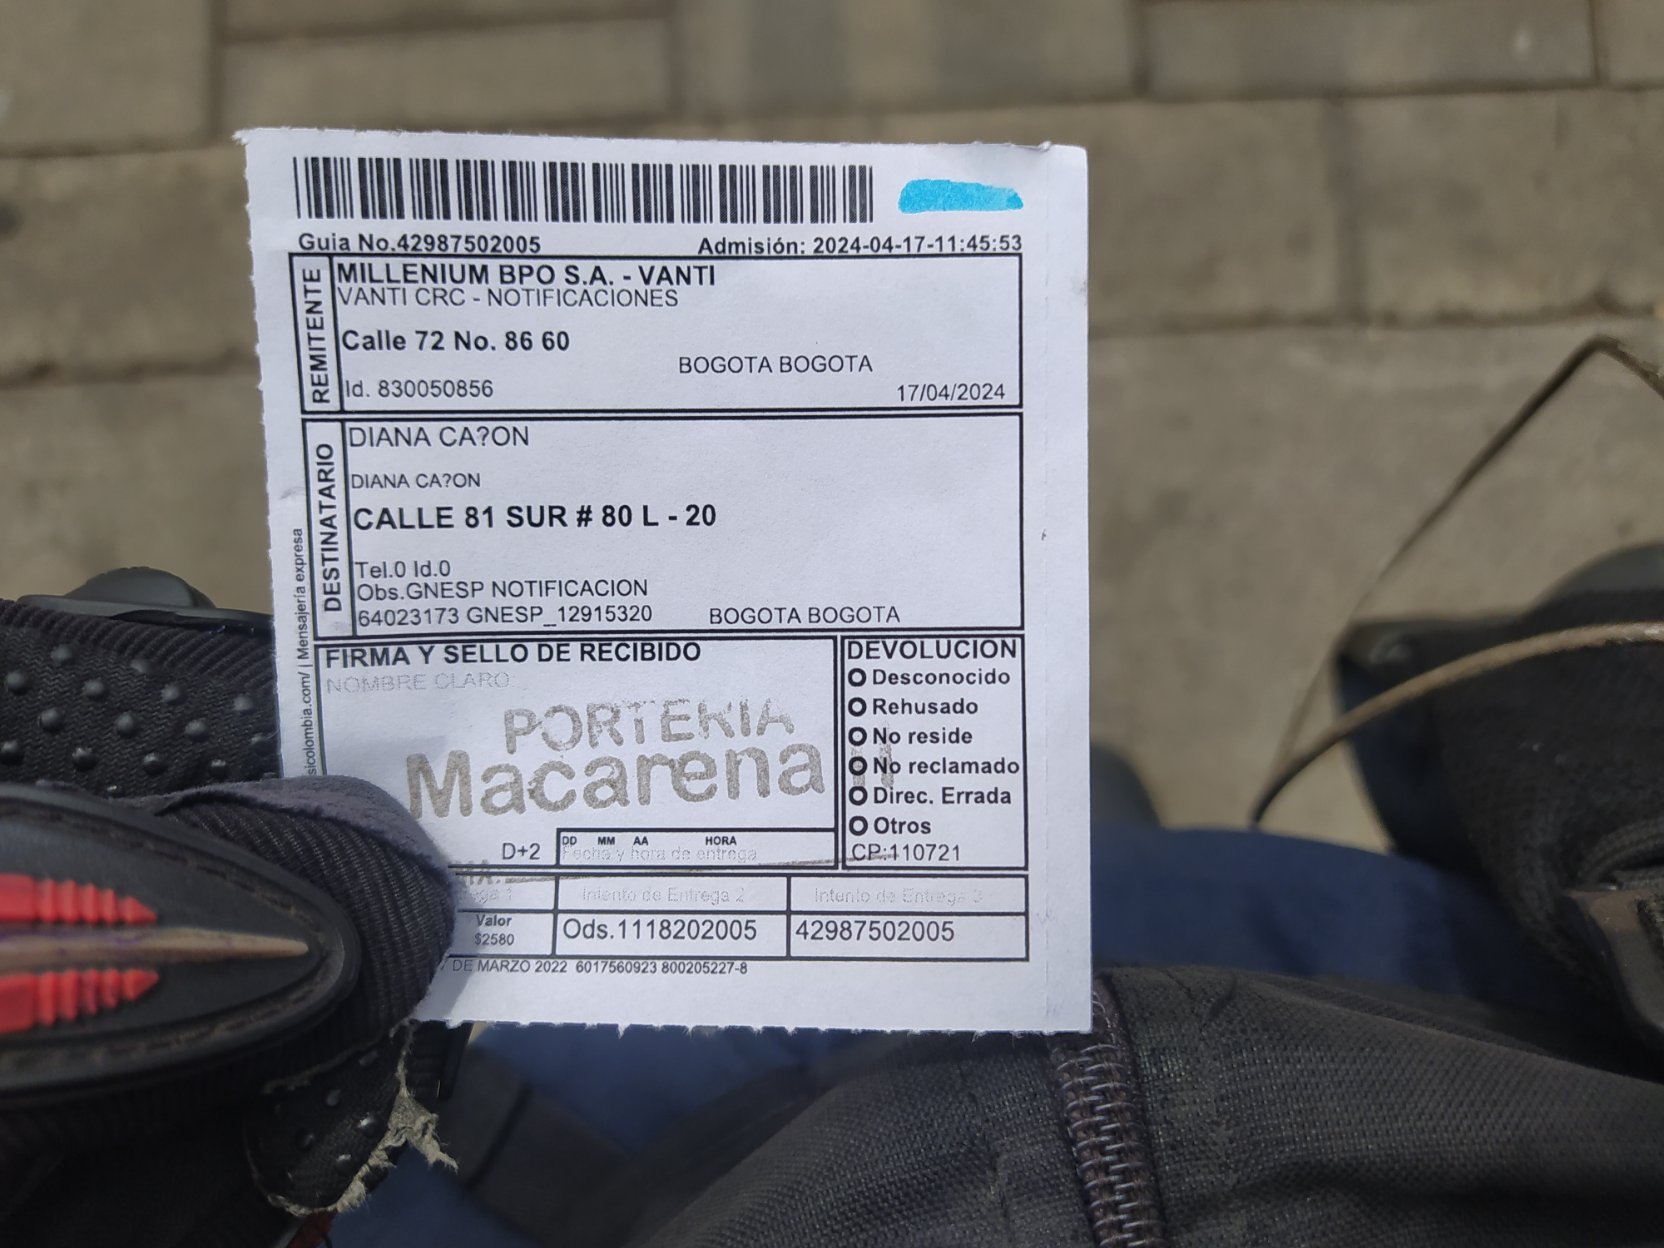 Guia No.42987502005
Admisión: 2024-04-17-11:45:53
REMITENTE
MILLENIUM BPO S.A. - VANTI
VANTI CRC - NOTIFICACIONES
Calle 72 No. 86 60
BOGOTA BOGOTA
Id. 830050856
17/04/2024
DESTINATARIO
DIANA CA?ON
DIANA CA?ON
CALLE 81 SUR # 80 L - 20
Tel.0 Id.0
Obs.GNESP NOTIFICACION
64023173 GNESP_12915320
BOGOTA BOGOTA
sicolombia.com/ | Mensajería expresa
FIRMA Y SELLO DE RECIBIDO
NOMBRE CLARO
PORTERIA
Macarena II
DEVOLUCION
Desconocido
Rehusado
No reside
No reclamado
Direc. Errada
Otros
CP:110721
D+2
DD MM AA HORA
Fecha y hora de entrega
Intento de Entrega 2
Intento de Entrega 3
Valor
$2580
Ods.1118202005
42987502005
DE MARZO 2022 6017560923 800205227-8